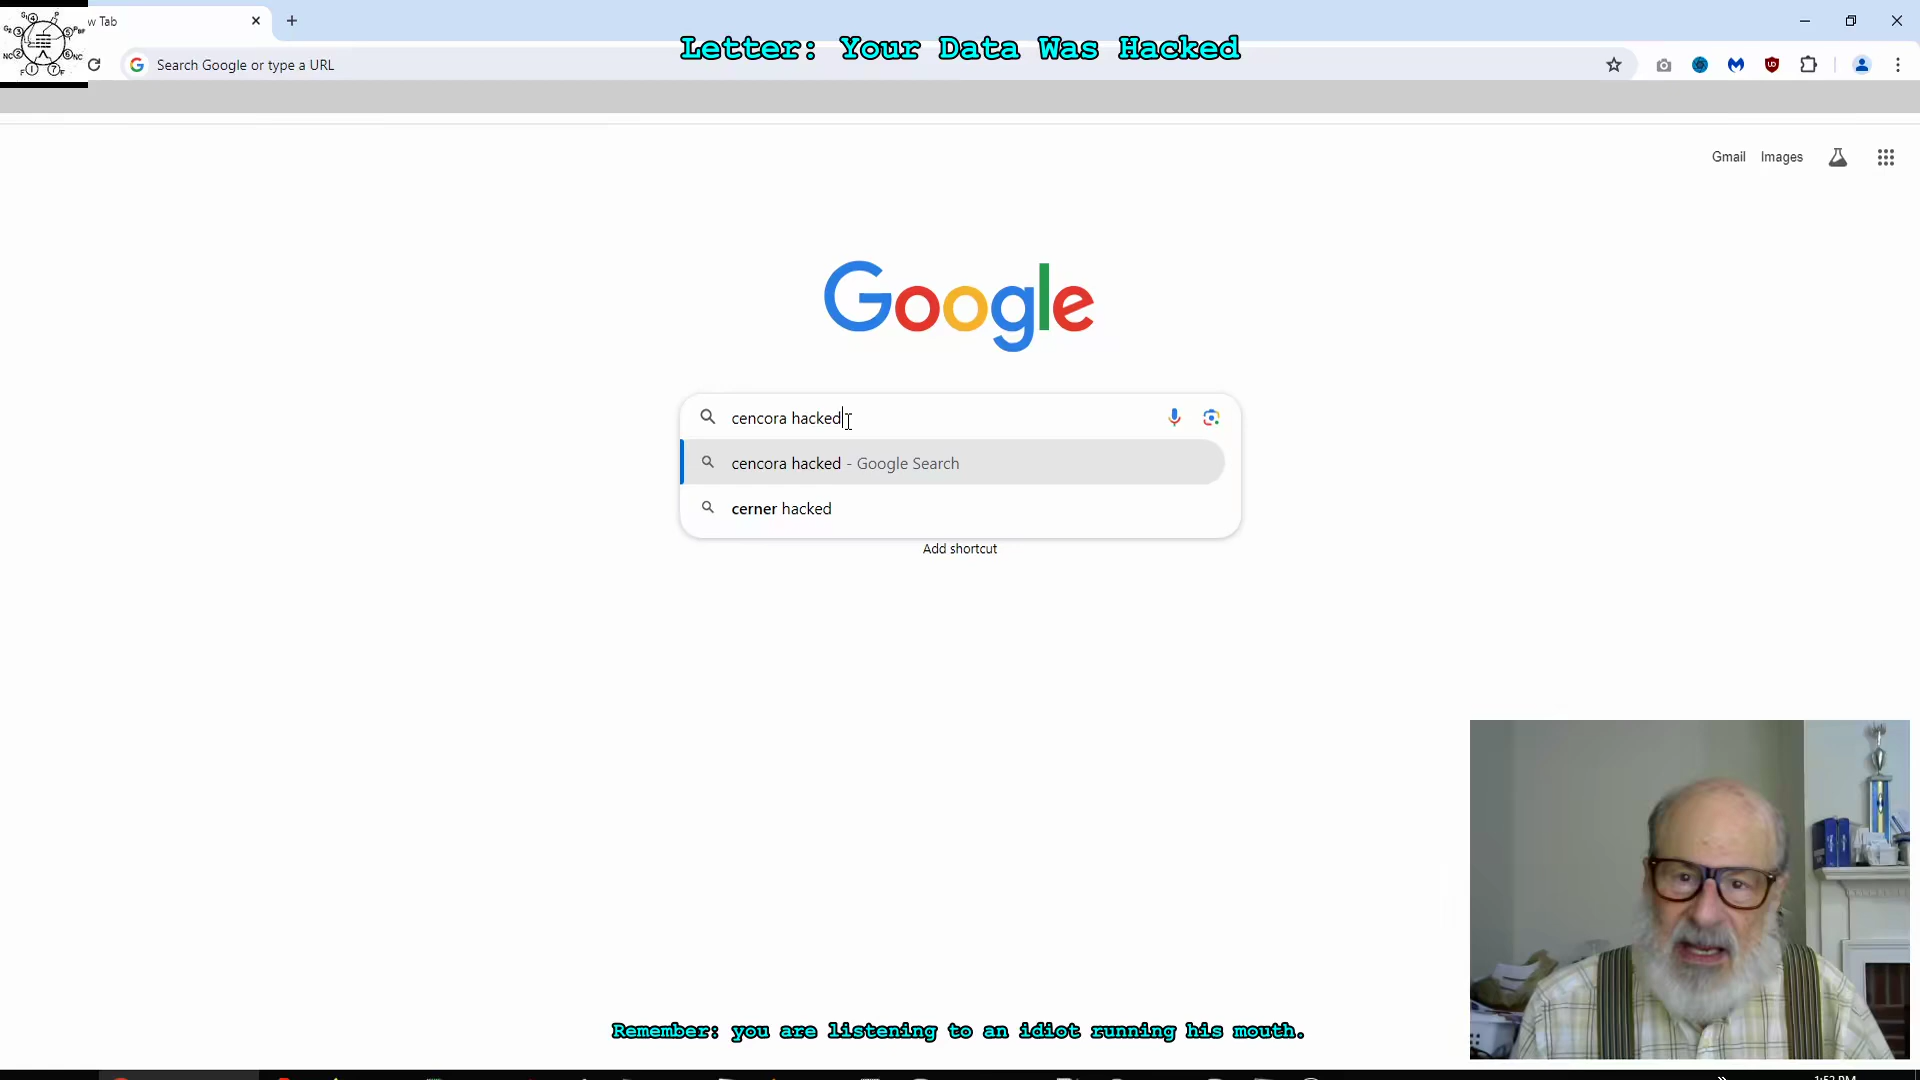 w Tab
Letter: Your Data Was Hacked
Search Google or type a URL
Gmail Images
Google
cencora hacked
cencora hacked - Google Search
cerner hacked
Add shortcut
Remember: you are listening to an idiot running his mouth.